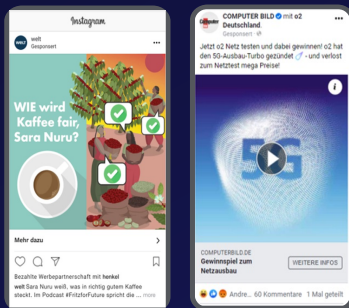 Instagram
WELT
welt
Gesponsert
WIE wird
Kaffee fair,
Sara Nuru?
Mehr dazu
Bezahlte Werbepartnerschaft mit henkel
welt Sara Nuru weiß, was in richtig gutem Kaffee
steckt. Im Podcast #FritzforFuture spricht die ... more
COMPUTER BILD mit o2
Deutschland.
Gesponsert
Jetzt o2 Netz testen und dabei gewinnen! o2 hat
den 5G-Ausbau-Turbo gezündet - und verlost
zum Netztest mega Preise!
i
5G
COMPUTERBILD.DE
Gewinnspiel zum
Netzausbau
WEITERE INFOS
Andre... 60 Kommentare 1 Mal geteilt